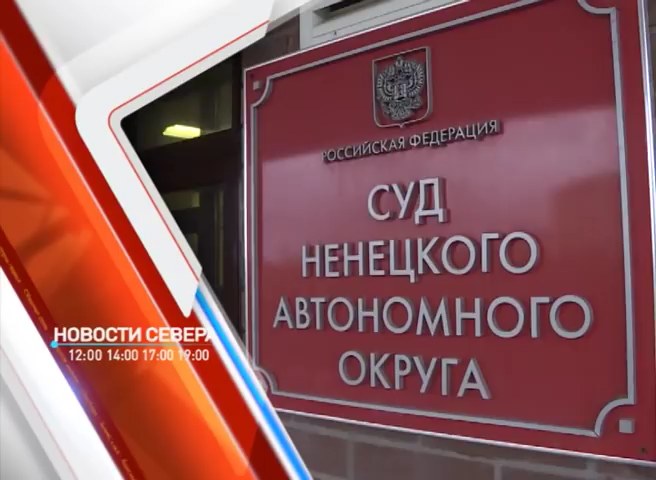 РОССИЙСКАЯ ФЕДЕРАЦИЯ
СУД
НЕНЕЦКОГО
АВТОНОМНОГО
ОКРУГА
НОВОСТИ СЕВЕРА
12:00 14:00 17:00 19:00